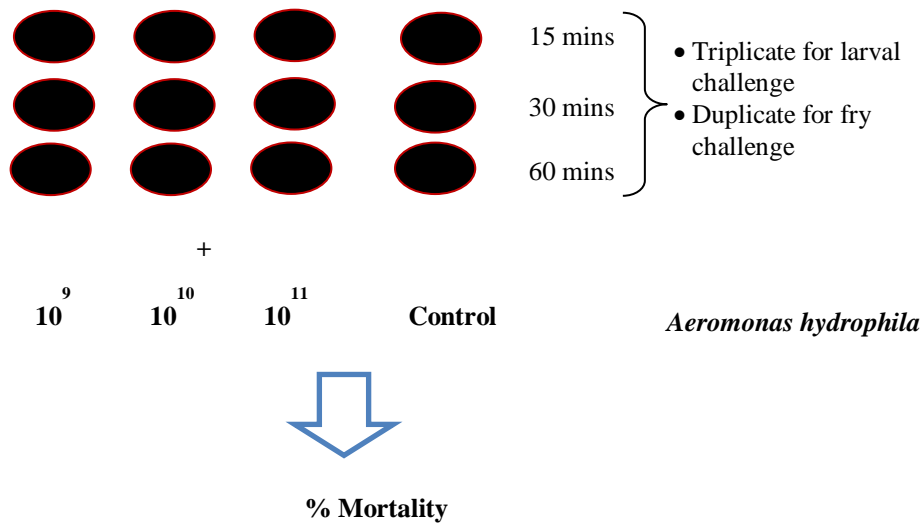 15 mins
30 mins
60 mins
• Triplicate for larval
challenge
• Duplicate for fry
challenge
+
10⁹ 10¹⁰ 10¹¹ Control Aeromonas hydrophila
% Mortality